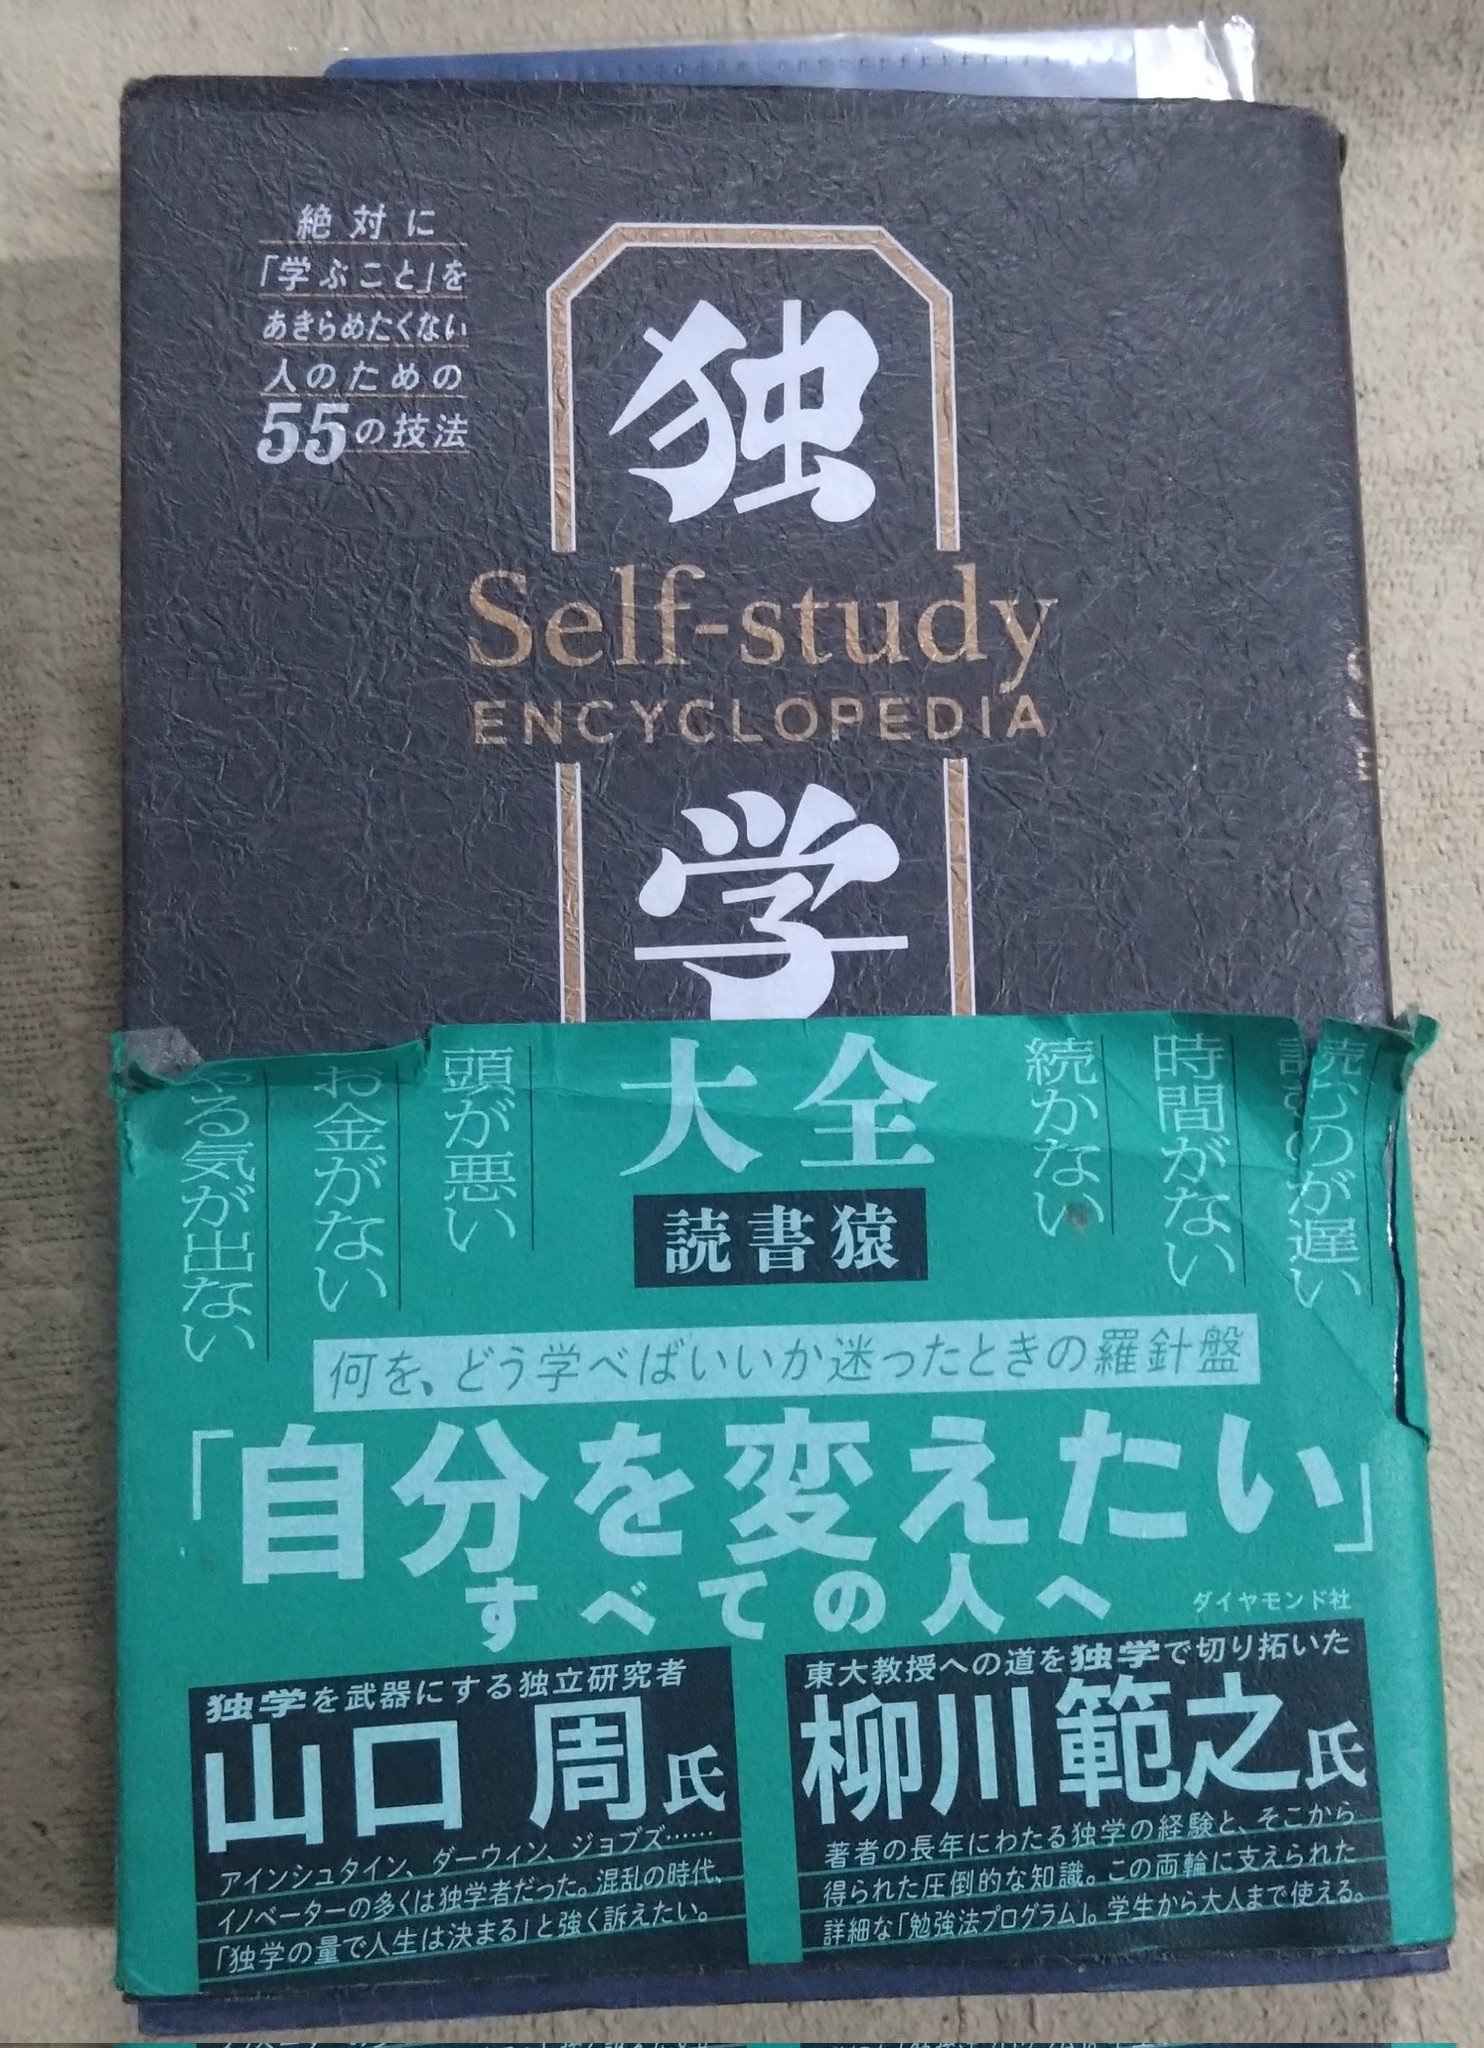 絶対に
「学ぶこと」を
あきらめたくない
人のための
55の技法
独
Self-study
ENCYCLOPEDIA
学
大全
読書猿
読むのが遅い
時間がない
続かない
頭が悪い
お金がない
やる気が出ない
何を、どう学べばいいか迷ったときの羅針盤
「自分を変えたい」
すべての人へ
ダイヤモンド社
独学を武器にする独立研究者
山口 周氏
アインシュタイン、ダーウィン、ジョブズ……
イノベーターの多くは独学者だった。混乱の時代、
「独学の量で人生は決まる」と強く訴えたい。
東大教授への道を独学で切り拓いた
柳川範之氏
著者の長年にわたる独学の経験と、そこから
得られた圧倒的な知識。この両輪に支えられた
詳細な「勉強法プログラム」。学生から大人まで使える。